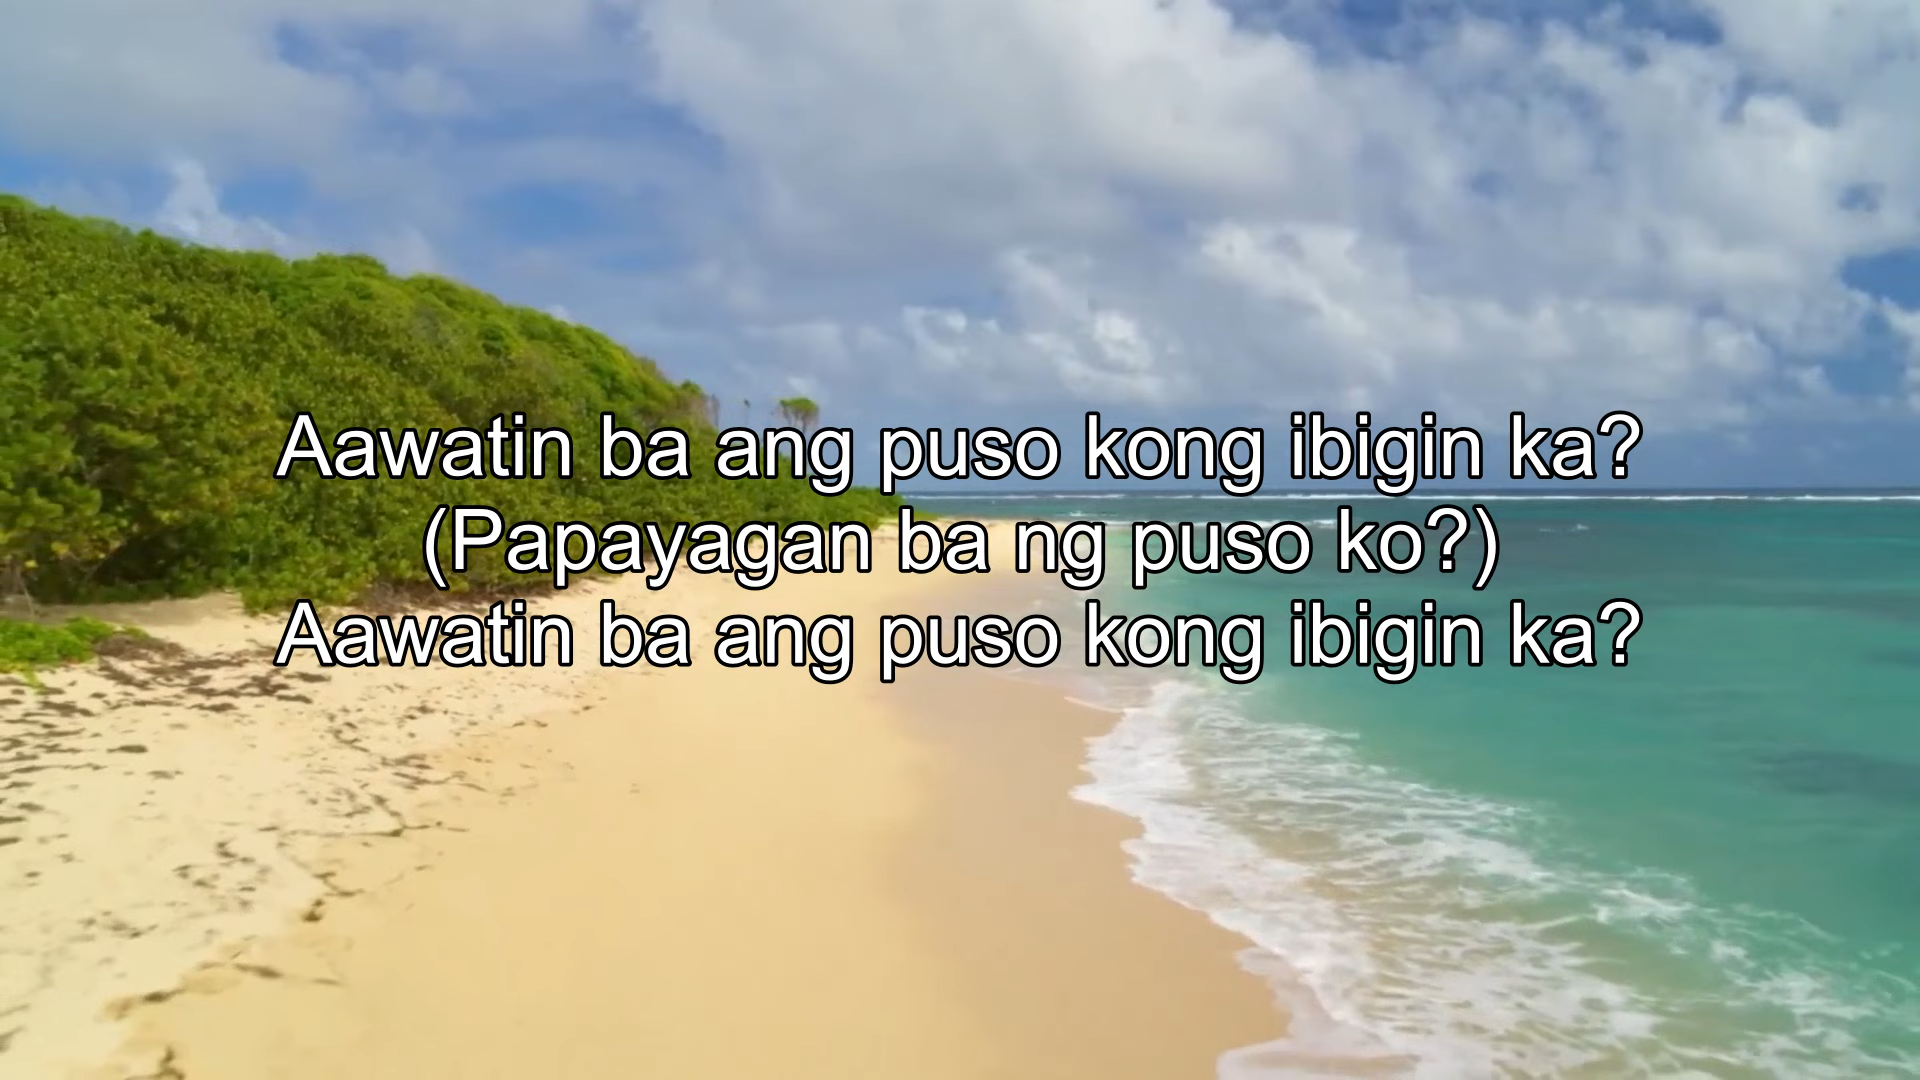 Aawatin ba ang puso kong ibigin ka?
(Papayagan ba ng puso ko?)
Aawatin ba ang puso kong ibigin ka?